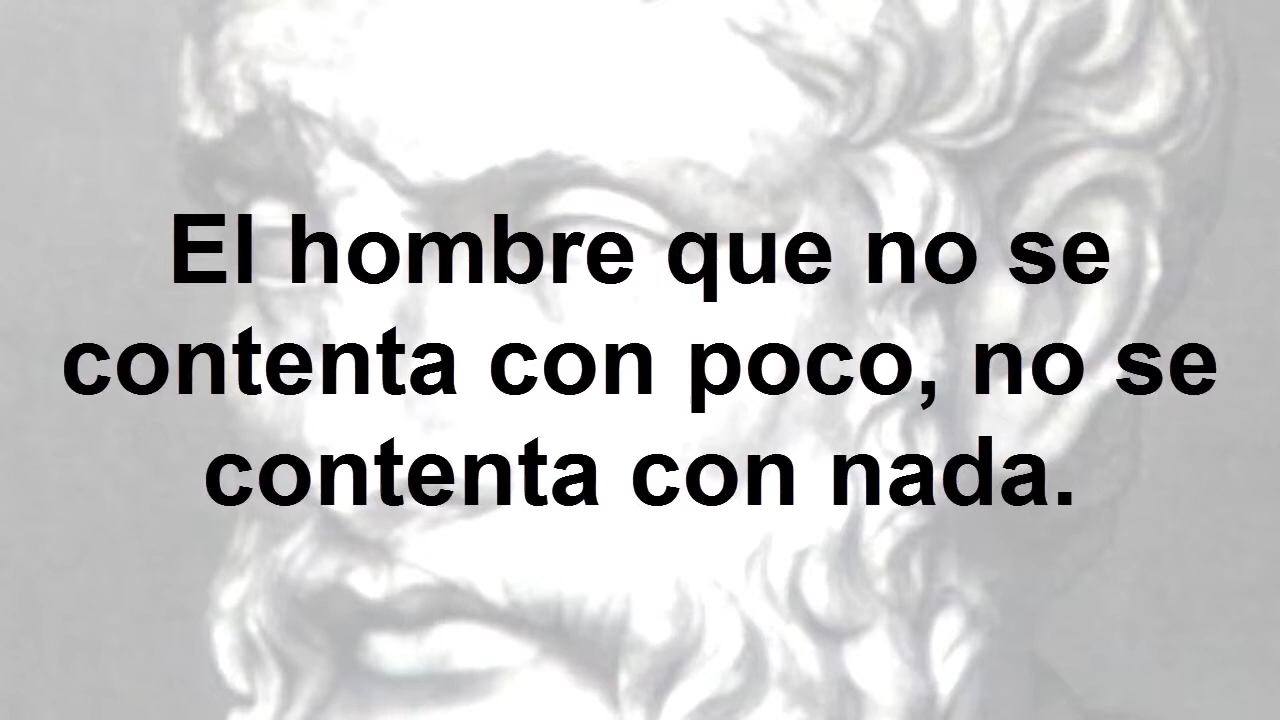 El hombre que no se
contenta con poco, no se
contenta con nada.